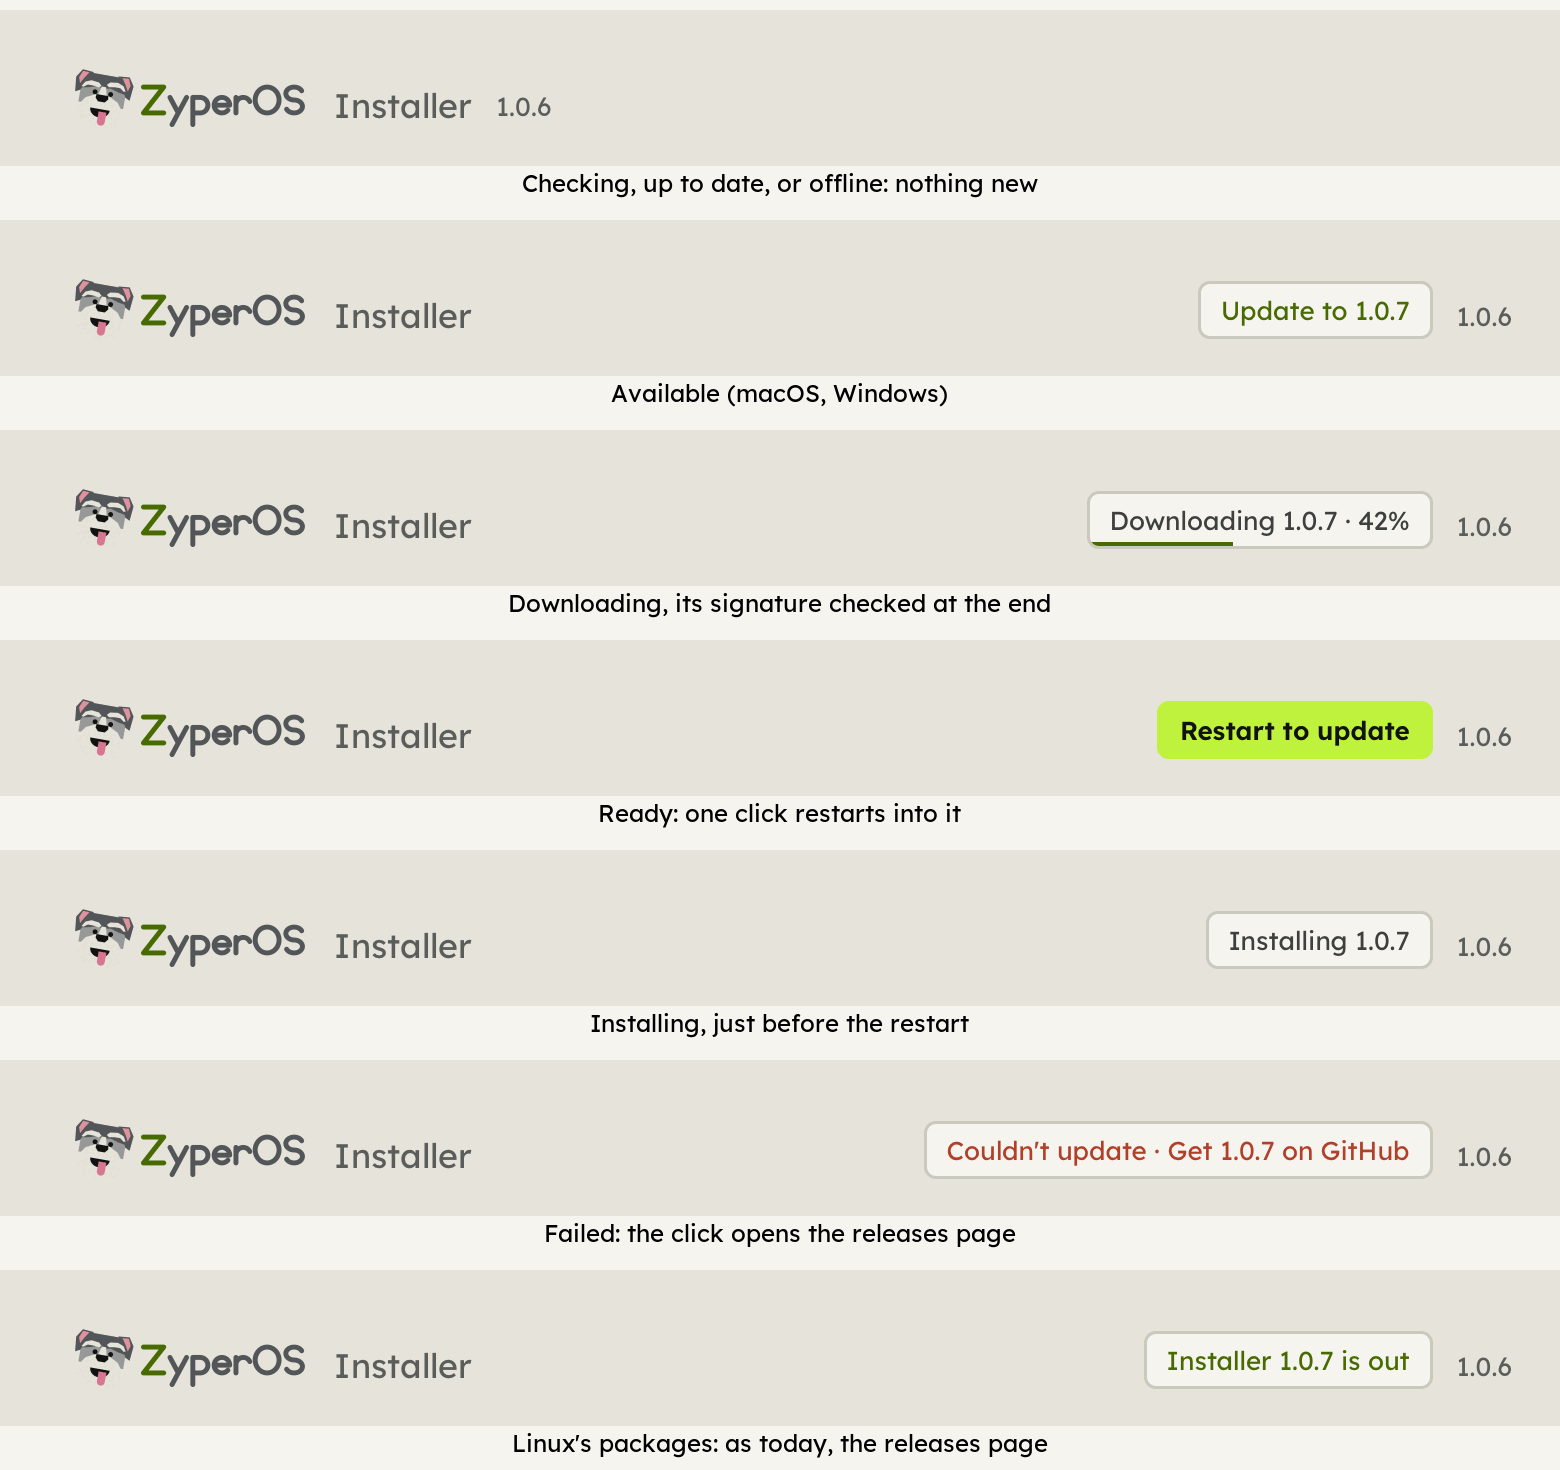 ZyperOS Installer 1.0.6
Checking, up to date, or offline: nothing new
ZyperOS Installer Update to 1.0.7 1.0.6
Available (macOS, Windows)
ZyperOS Installer Downloading 1.0.7 · 42% 1.0.6
Downloading, its signature checked at the end
ZyperOS Installer Restart to update 1.0.6
Ready: one click restarts into it
ZyperOS Installer Installing 1.0.7 1.0.6
Installing, just before the restart
ZyperOS Installer Couldn't update · Get 1.0.7 on GitHub 1.0.6
Failed: the click opens the releases page
ZyperOS Installer Installer 1.0.7 is out 1.0.6
Linux's packages: as today, the releases page